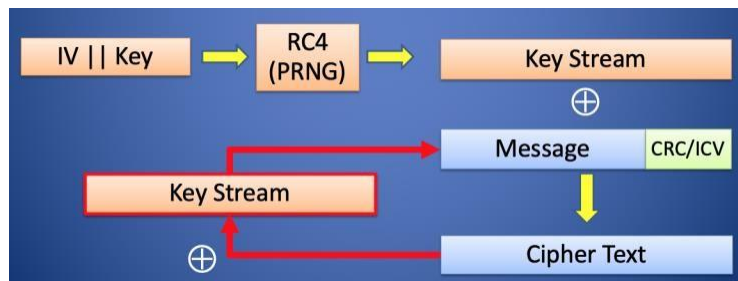 IV || Key
RC4
(PRNG)
Key Stream
⊕
Message
CRC/ICV
Key Stream
⊕
Cipher Text